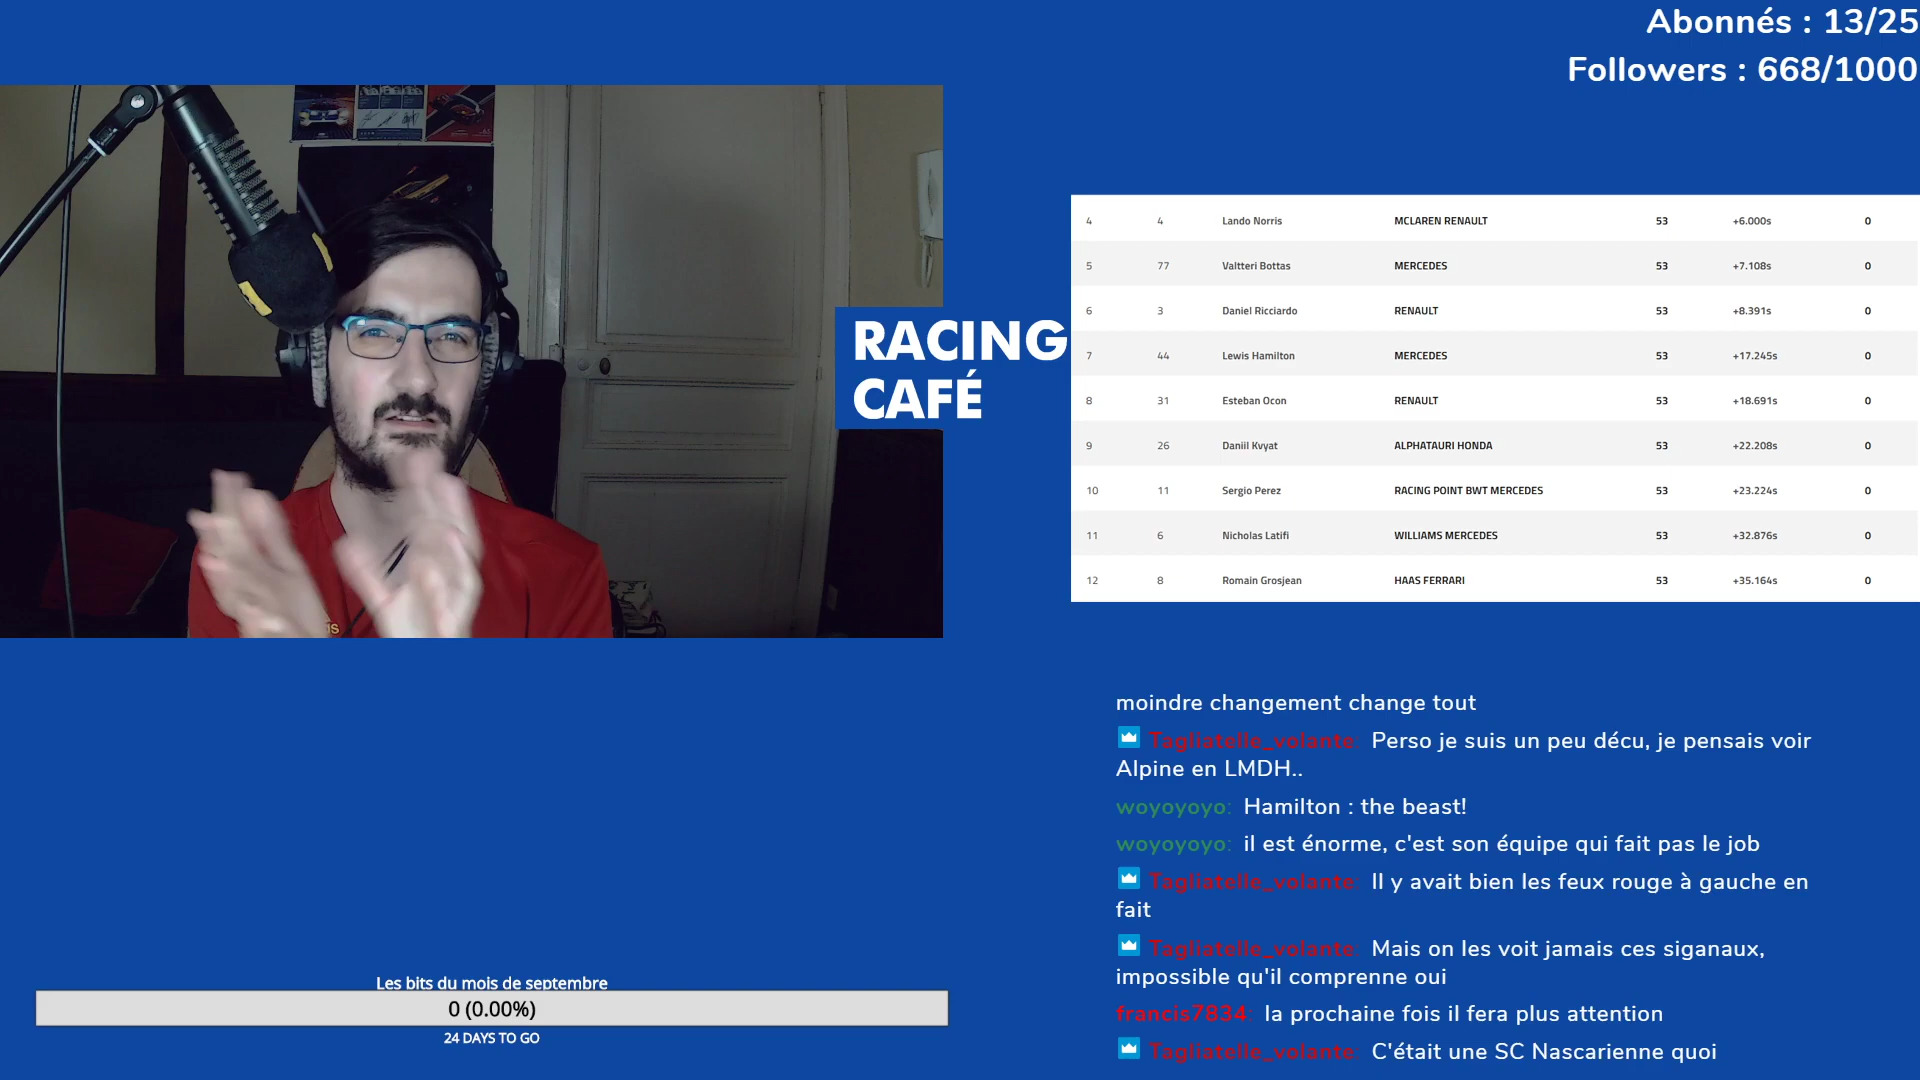 Abonnés : 13/25
Followers : 668/1000
RACING
CAFÉ
4 4 Lando Norris MCLAREN RENAULT 53 +6.000s 0
5 77 Valtteri Bottas MERCEDES 53 +7.108s 0
6 3 Daniel Ricciardo RENAULT 53 +8.391s 0
7 44 Lewis Hamilton MERCEDES 53 +17.245s 0
8 31 Esteban Ocon RENAULT 53 +18.691s 0
9 26 Daniil Kvyat ALPHATAURI HONDA 53 +22.208s 0
10 11 Sergio Perez RACING POINT BWT MERCEDES 53 +23.224s 0
11 6 Nicholas Latifi WILLIAMS MERCEDES 53 +32.876s 0
12 8 Romain Grosjean HAAS FERRARI 53 +35.164s 0
moindre changement change tout
Tagliatelle_volante: Perso je suis un peu décu, je pensais voir
Alpine en LMDH..
woyoyoyo: Hamilton : the beast!
woyoyoyo: il est énorme, c'est son équipe qui fait pas le job
Tagliatelle_volante: Il y avait bien les feux rouge à gauche en
fait
Tagliatelle_volante: Mais on les voit jamais ces siganaux,
impossible qu'il comprenne oui
francis7834: la prochaine fois il fera plus attention
Tagliatelle_volante: C'était une SC Nascarienne quoi
Les bits du mois de septembre
0 (0.00%)
24 DAYS TO GO